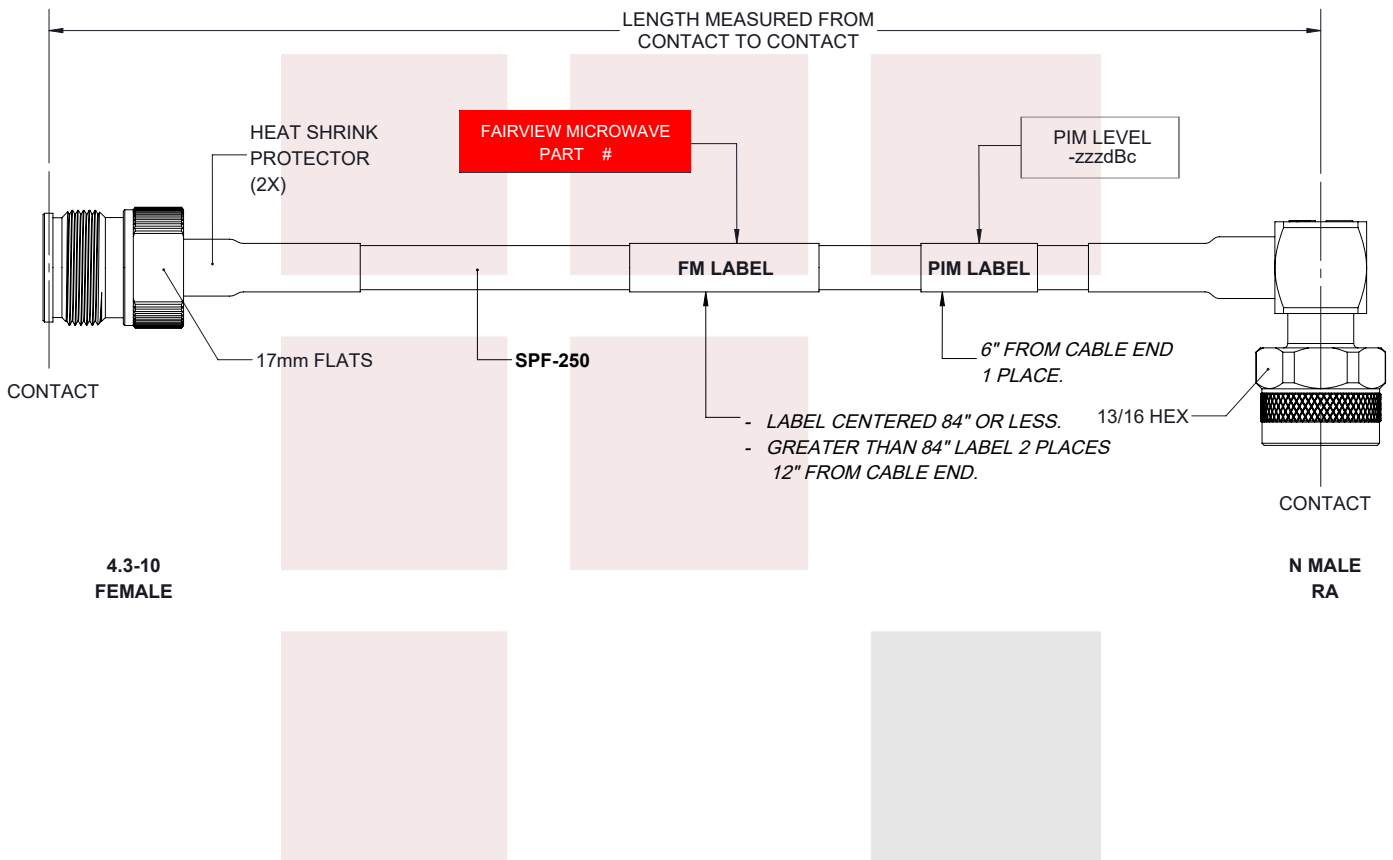 LENGTH MEASURED FROM
CONTACT TO CONTACT
HEAT SHRINK
PROTECTOR
(2X)
FAIRVIEW MICROWAVE
PART #
PIM LEVEL
-zzzdBc
FM LABEL
PIM LABEL
17mm FLATS
SPF-250
6" FROM CABLE END
1 PLACE.
CONTACT
- LABEL CENTERED 84" OR LESS.
- GREATER THAN 84" LABEL 2 PLACES
12" FROM CABLE END.
13/16 HEX
CONTACT
4.3-10
FEMALE
N MALE
RA